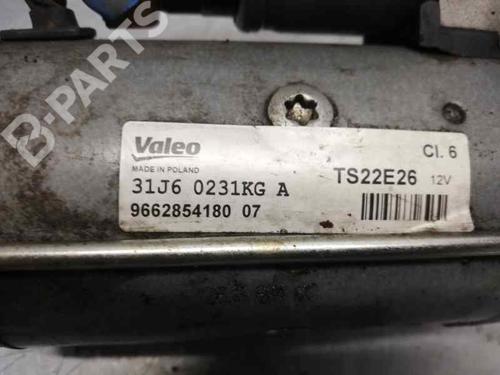 B-PARTS
Valeo
Cl. 6
MADE IN POLAND
31J6 0231KG A
TS22E26 12V
9662854180 07